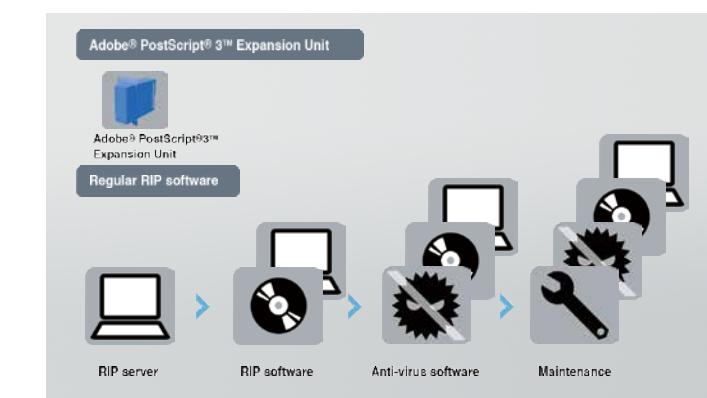 Adobe® PostScript® 3™ Expansion Unit
Adobe® PostScript®3™
Expansion Unit
Regular RIP software
RIP server
RIP software
Anti-virus software
Maintenance